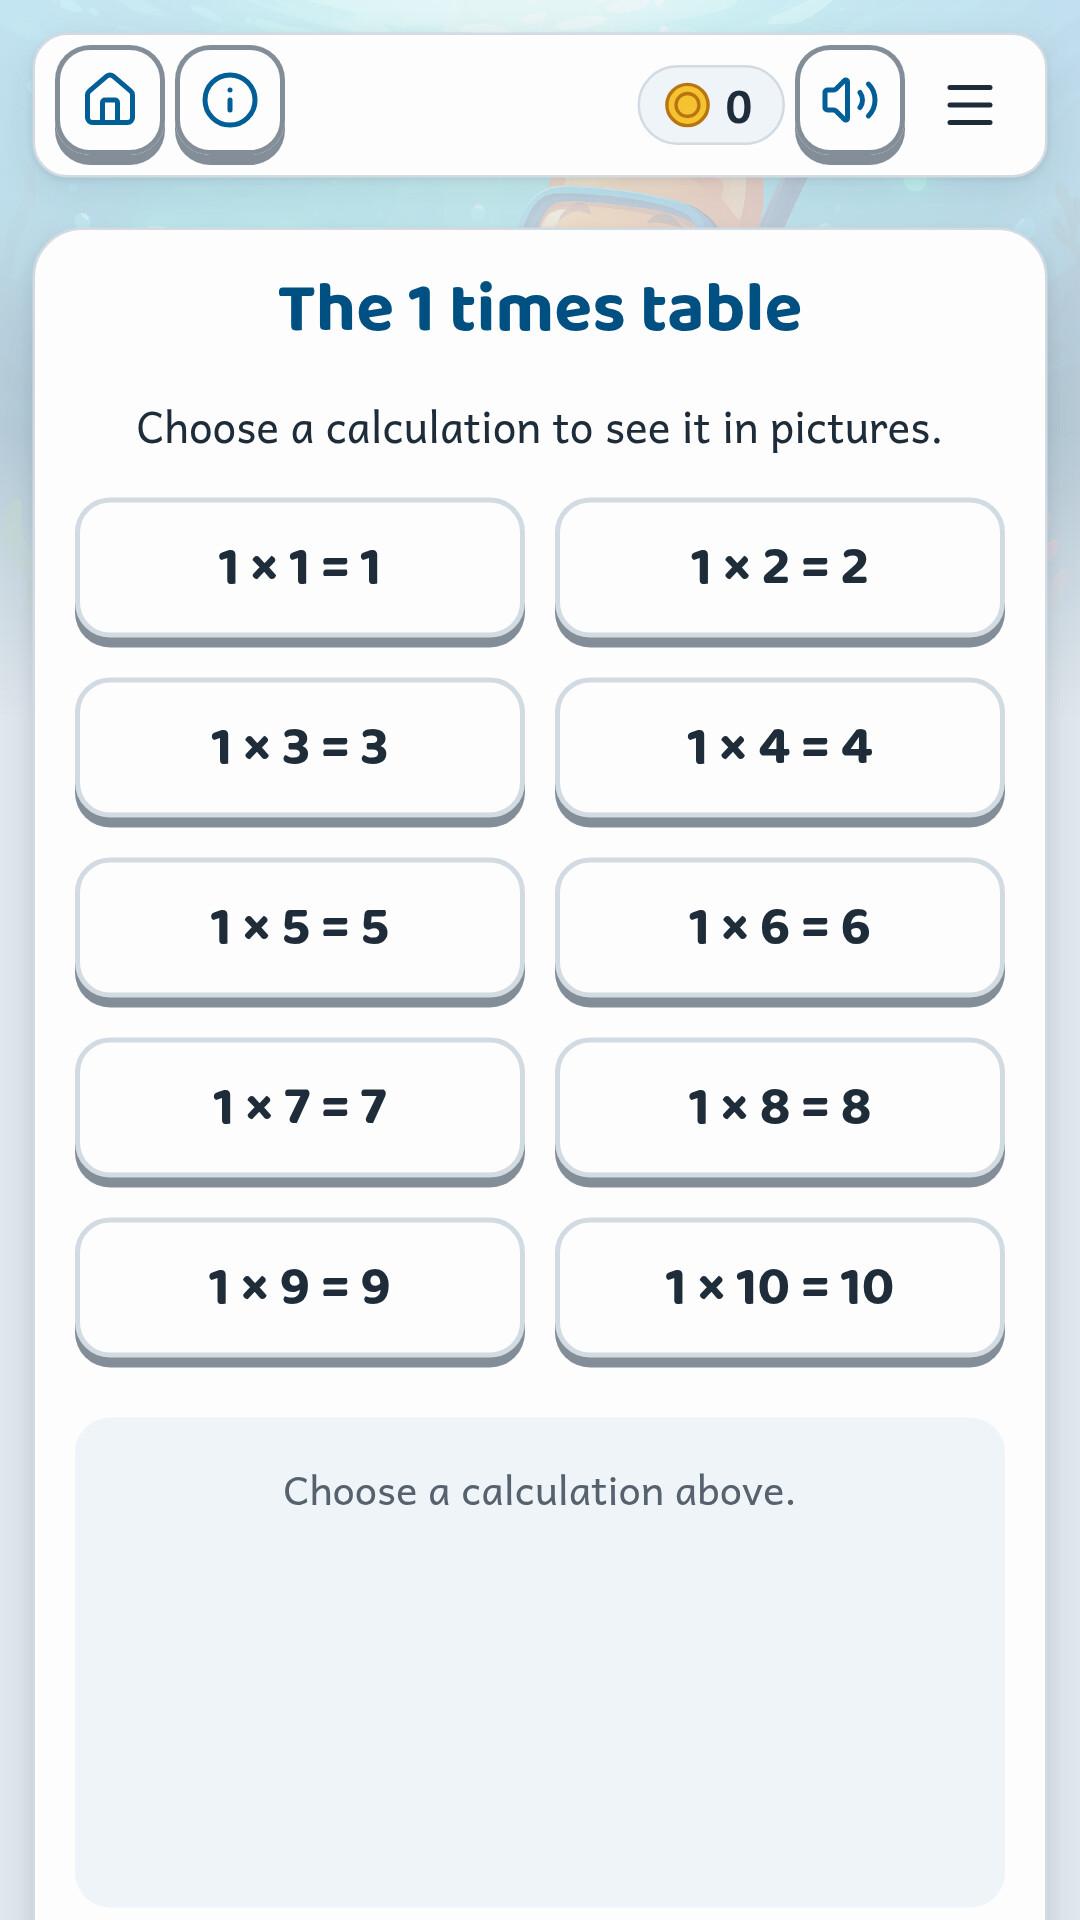 0
The 1 times table
Choose a calculation to see it in pictures.
1 × 1 = 1
1 × 2 = 2
1 × 3 = 3
1 × 4 = 4
1 × 5 = 5
1 × 6 = 6
1 × 7 = 7
1 × 8 = 8
1 × 9 = 9
1 × 10 = 10
Choose a calculation above.